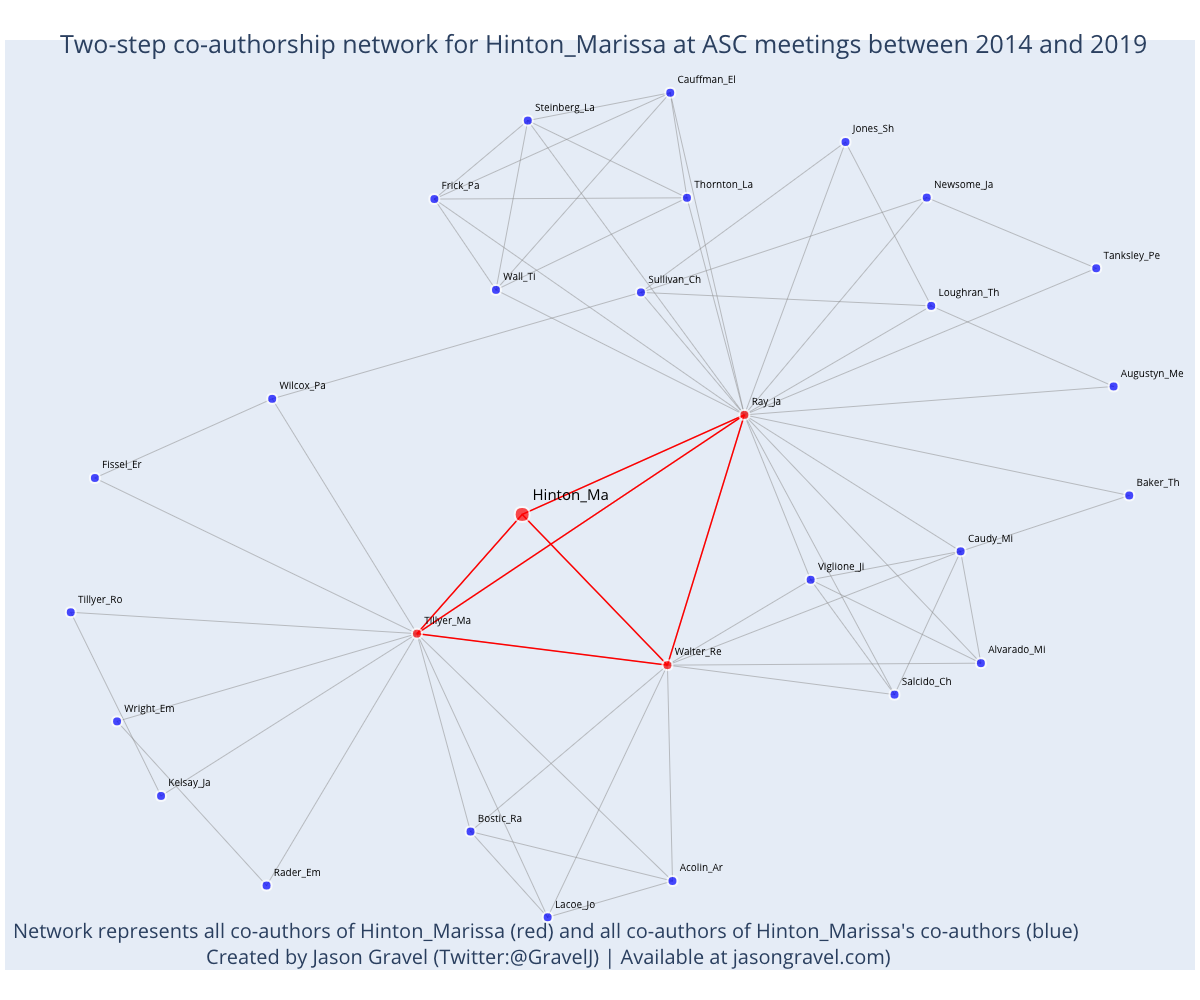 Two-step co-authorship network for Hinton_Marissa at ASC meetings between 2014 and 2019
Cauffman_El
Steinberg_La
Jones_Sh
Frick_Pa
Thornton_La
Newsome_Ja
Tanksley_Pe
Wall_Ti
Sullivan_Ch
Loughran_Th
Augustyn_Me
Wilcox_Pa
Ray_Ja
Fissel_Er
Baker_Th
Hinton_Ma
Caudy_Mi
Viglione_Ji
Tillyer_Ro
Tillyer_Ma
Walter_Re
Alvarado_Mi
Salcido_Ch
Wright_Em
Kelsay_Ja
Bostic_Ra
Acolin_Ar
Rader_Em
Lacoe_Jo
Network represents all co-authors of Hinton_Marissa (red) and all co-authors of Hinton_Marissa's co-authors (blue)
Created by Jason Gravel (Twitter:@GravelJ) | Available at jasongravel.com)